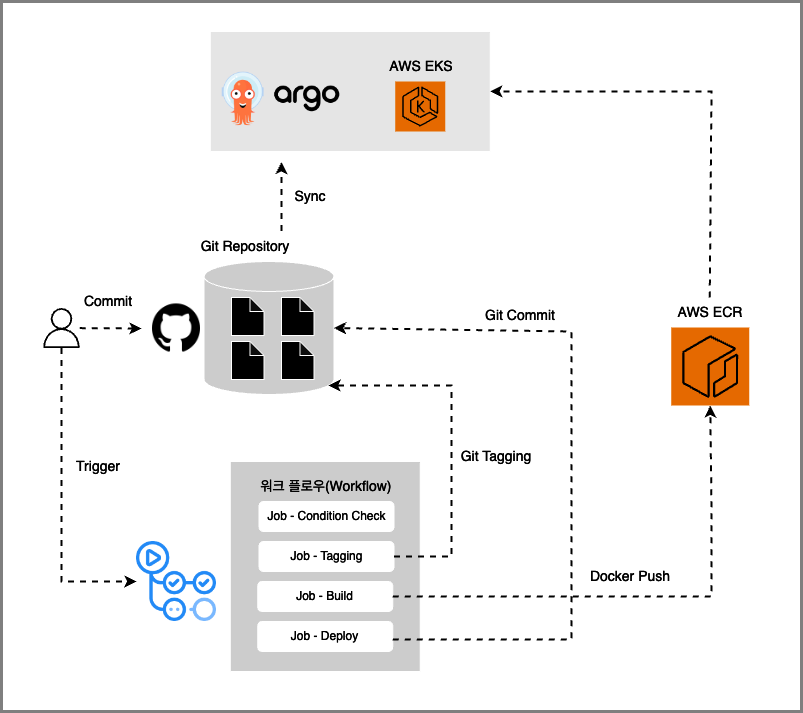 AWS EKS
argo
K
Sync
Git Repository
Commit
Git Commit
AWS ECR
Trigger
Git Tagging
워크 플로우(Workflow)
Job - Condition Check
Job - Tagging
Job - Build
Docker Push
Job - Deploy